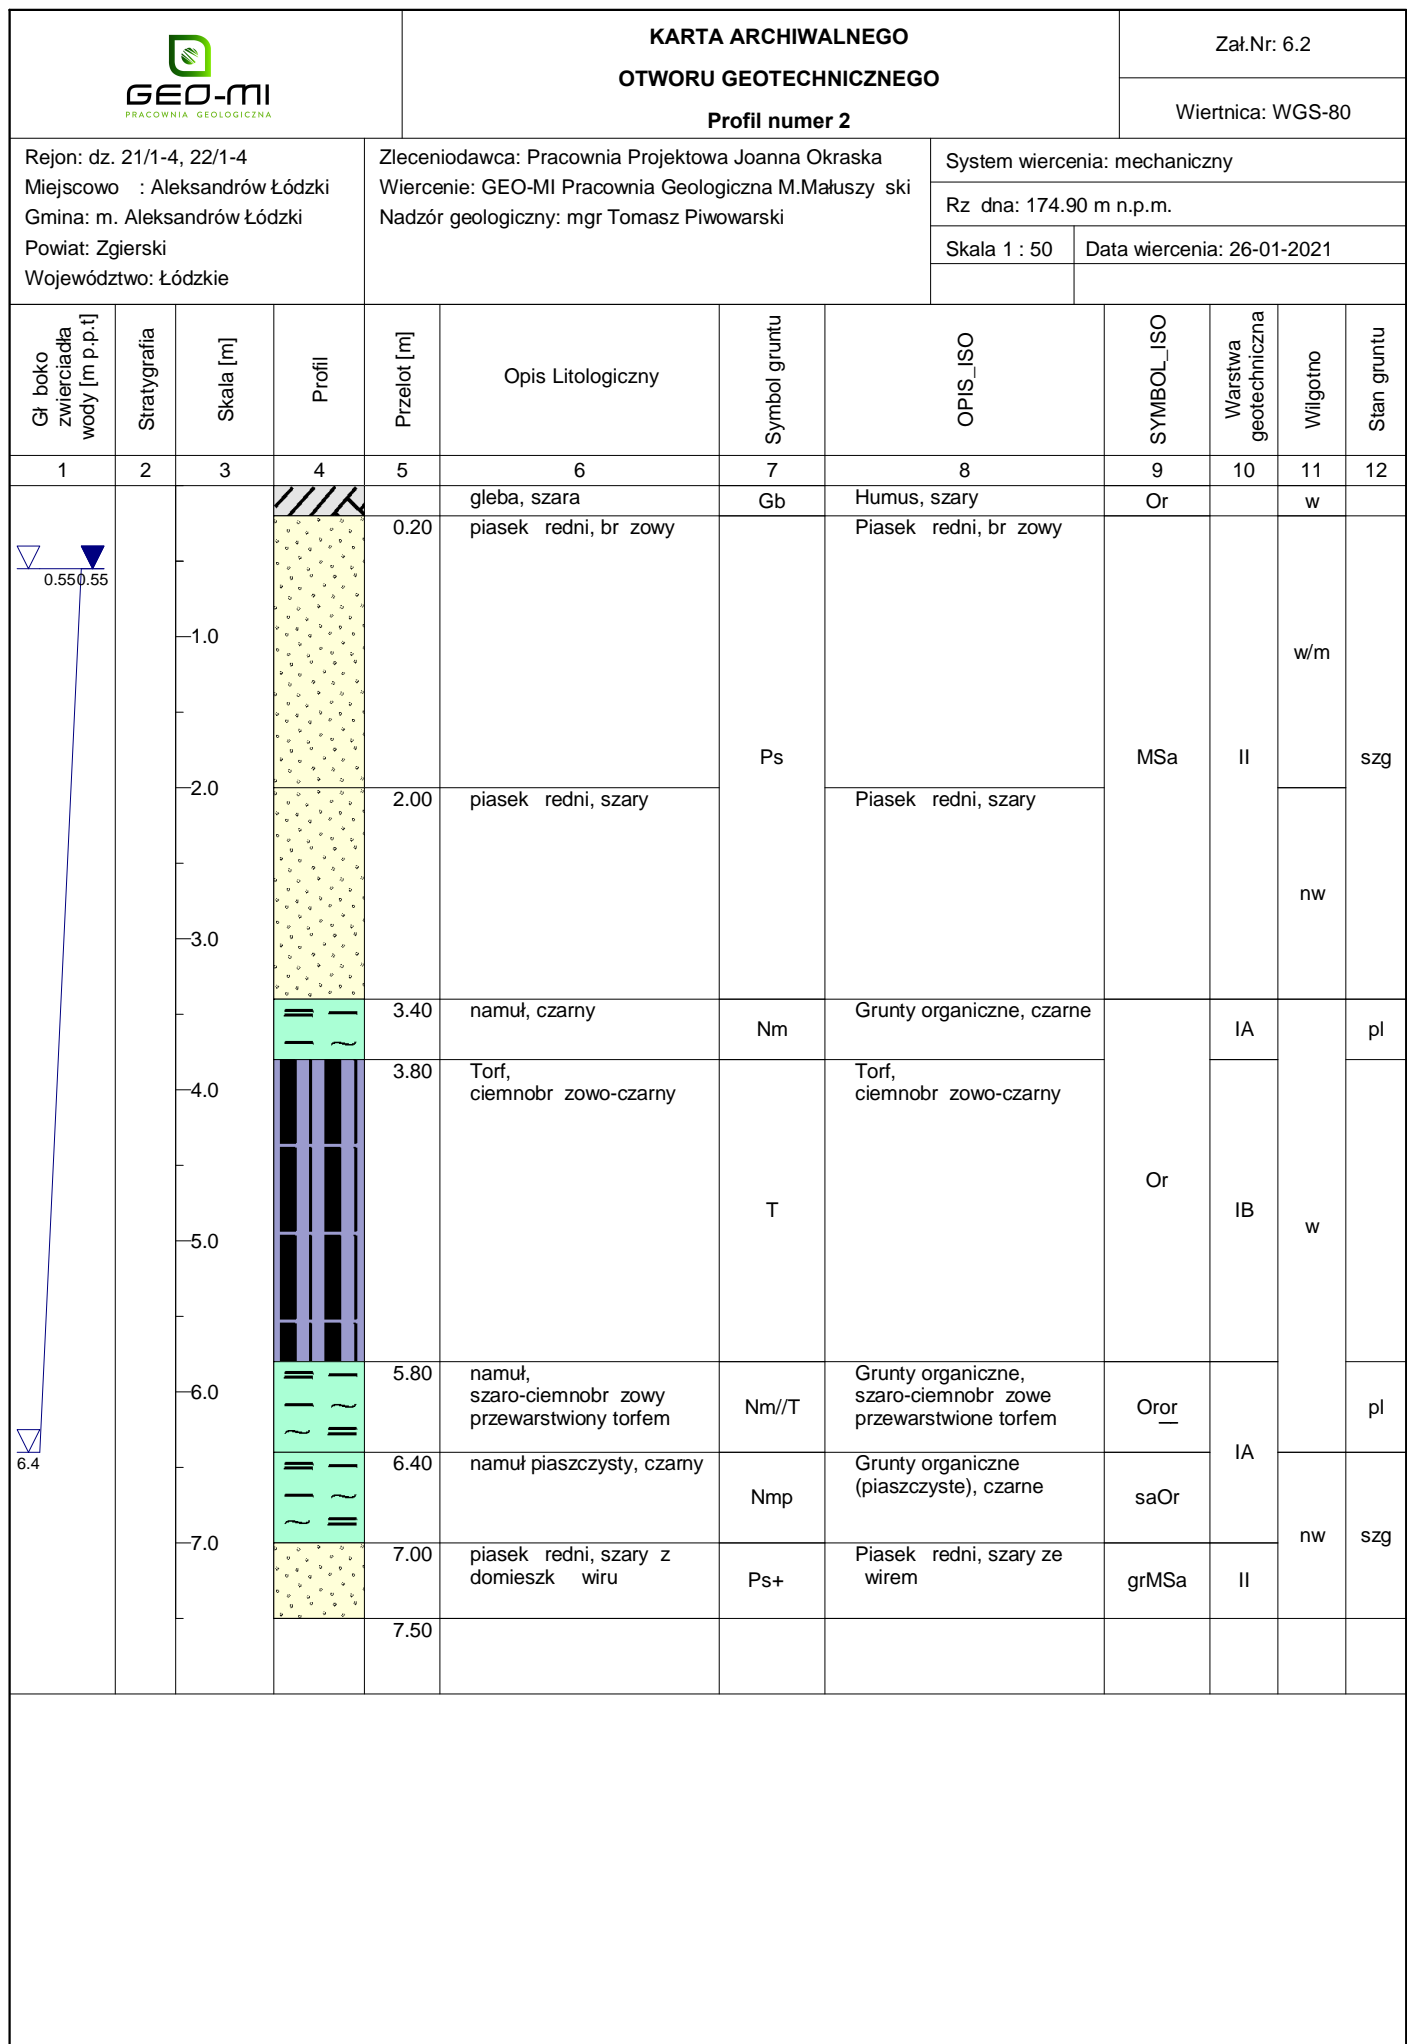 GEO-MI
PRACOWNIA GEOLOGICZNA
KARTA ARCHIWALNEGO
OTWORU GEOTECHNICZNEGO
Profil numer 2
Zał.Nr: 6.2
Wiertnica: WGS-80
Rejon: dz. 21/1-4, 22/1-4
Miejscowo : Aleksandrów Łódzki
Gmina: m. Aleksandrów Łódzki
Powiat: Zgierski
Województwo: Łódzkie
Zleceniodawca: Pracownia Projektowa Joanna Okraska
Wiercenie: GEO-MI Pracownia Geologiczna M.Małuszy ski
Nadzór geologiczny: mgr Tomasz Piwowarski
System wiercenia: mechaniczny
Rz dna: 174.90 m n.p.m.
Skala 1 : 50 Data wiercenia: 26-01-2021
Gł boko
zwierciadła
wody [m p.p.t]
Stratygrafia
Skala [m]
Profil
Przelot [m]
Opis Litologiczny
Symbol gruntu
OPIS_ISO
SYMBOL_ISO
Warstwa
geotechniczna
Wilgotno
Stan gruntu
1 2 3 4 5 6 7 8 9 10 11 12
gleba, szara Gb Humus, szary Or w
0.20 piasek redni, br zowy Piasek redni, br zowy
0.55 0.55
1.0
w/m
Ps MSa II szg
2.0
2.00 piasek redni, szary Piasek redni, szary
nw
3.0
3.40 namuł, czarny Nm Grunty organiczne, czarne IA pl
3.80 Torf, Torf,
ciemnobr zowo-czarny ciemnobr zowo-czarny
4.0
Or
T IB w
5.0
5.80 namuł, Grunty organiczne,
szaro-ciemnobr zowy szaro-ciemnobr zowe
6.0
przewarstwiony torfem Nm//T przewarstwione torfem Oror pl
IA
6.4
6.40 namuł piaszczysty, czarny Grunty organiczne
(piaszczyste), czarne
Nmp saOr
nw szg
7.0
7.00 piasek redni, szary z Piasek redni, szary ze
domieszk wiru Ps+ wirem grMSa II
7.50